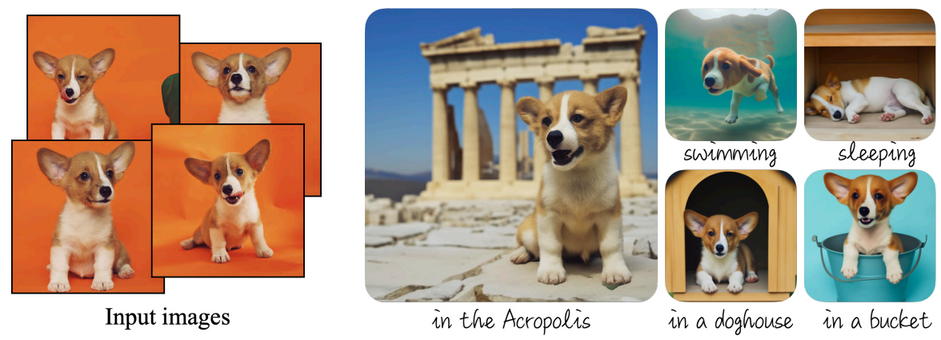 Input images
in the Acropolis
swimming
sleeping
in a doghouse
in a bucket